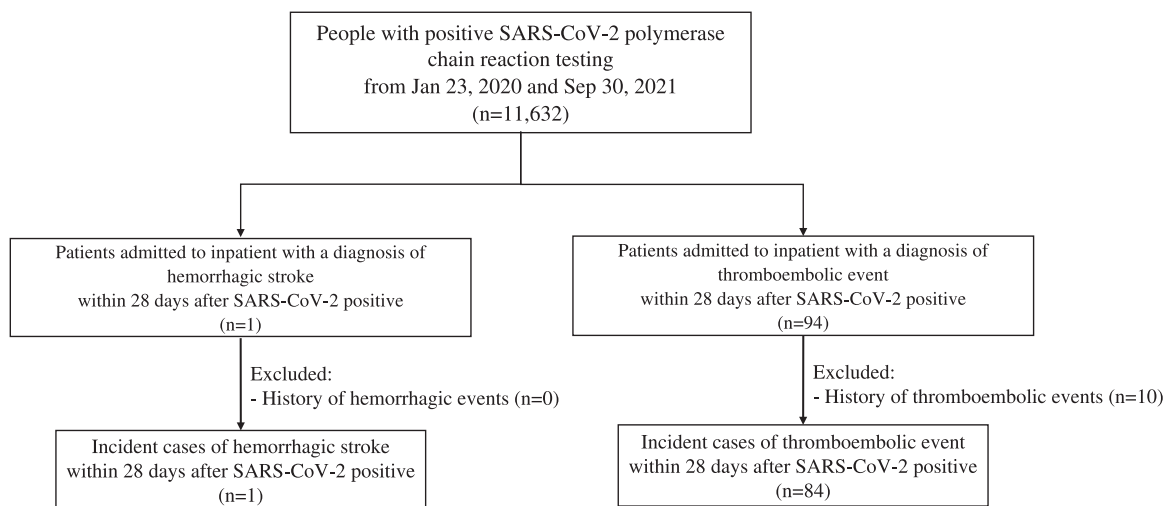 People with positive SARS-CoV-2 polymerase
chain reaction testing
from Jan 23, 2020 and Sep 30, 2021
(n=11,632)
Patients admitted to inpatient with a diagnosis of
hemorrhagic stroke
within 28 days after SARS-CoV-2 positive
(n=1)
Patients admitted to inpatient with a diagnosis of
thromboembolic event
within 28 days after SARS-CoV-2 positive
(n=94)
Excluded:
- History of hemorrhagic events (n=0)
Excluded:
- History of thromboembolic events (n=10)
Incident cases of hemorrhagic stroke
within 28 days after SARS-CoV-2 positive
(n=1)
Incident cases of thromboembolic event
within 28 days after SARS-CoV-2 positive
(n=84)